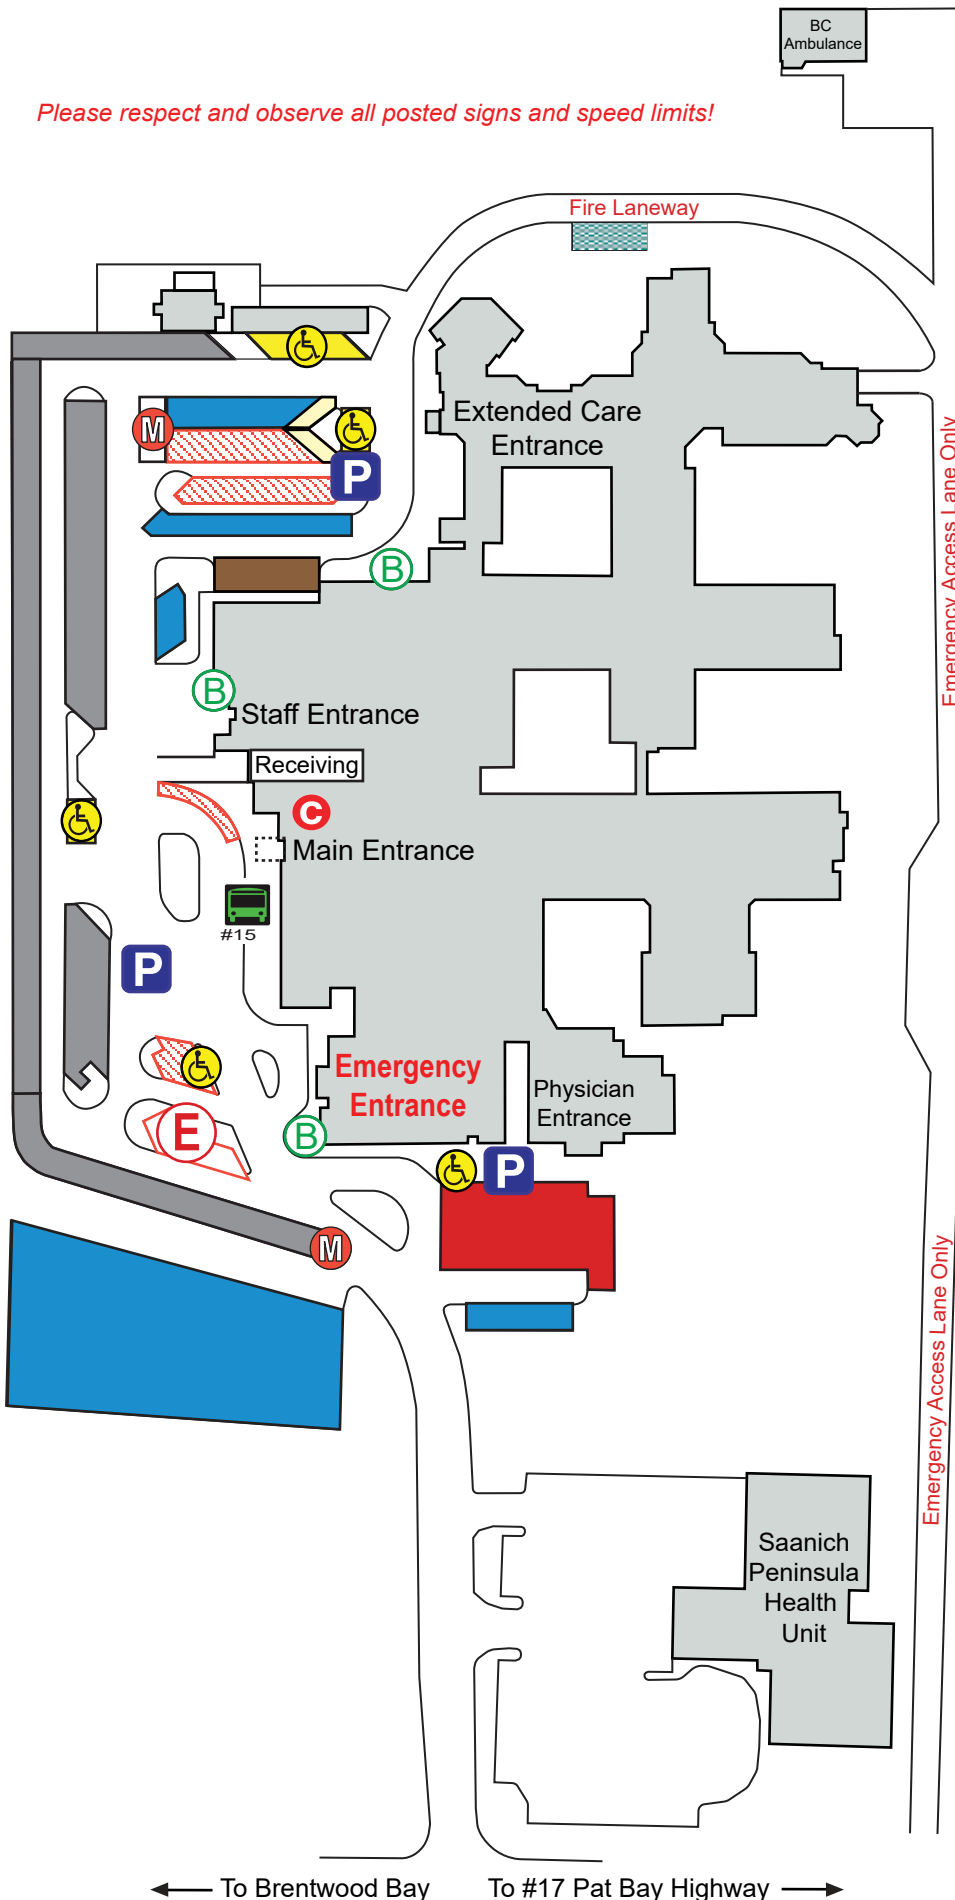 BC
Ambulance
Please respect and observe all posted signs and speed limits!
Fire Laneway
Extended Care
Entrance
M
P
Emergency Access Lane Only
B
B
Staff Entrance
Receiving
C
Main Entrance
#15
P
Emergency
Entrance
Physician
Entrance
E
B
P
M
Emergency Access Lane Only
Saanich
Peninsula
Health
Unit
To Brentwood Bay
To #17 Pat Bay Highway